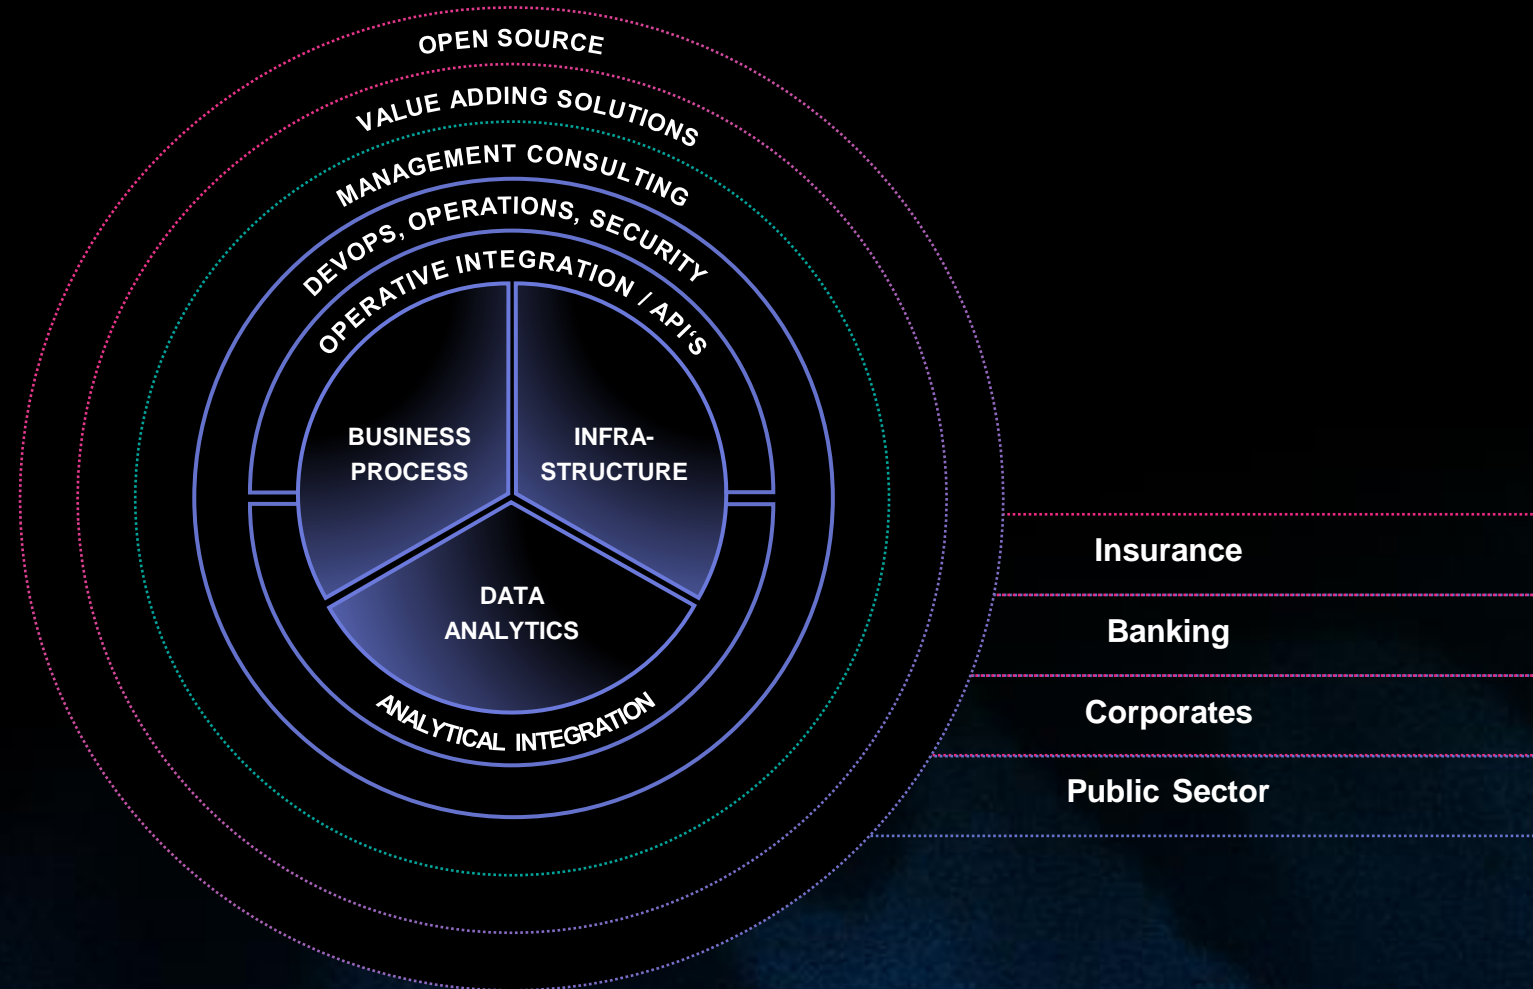 OPEN SOURCE
VALUE ADDING SOLUTIONS
MANAGEMENT CONSULTING
DEVOPS, OPERATIONS, SECURITY
OPERATIVE INTEGRATION / API‘S
BUSINESS
PROCESS
INFRA-
STRUCTURE
DATA
ANALYTICS
ANALYTICAL INTEGRATION
Insurance
Banking
Corporates
Public Sector